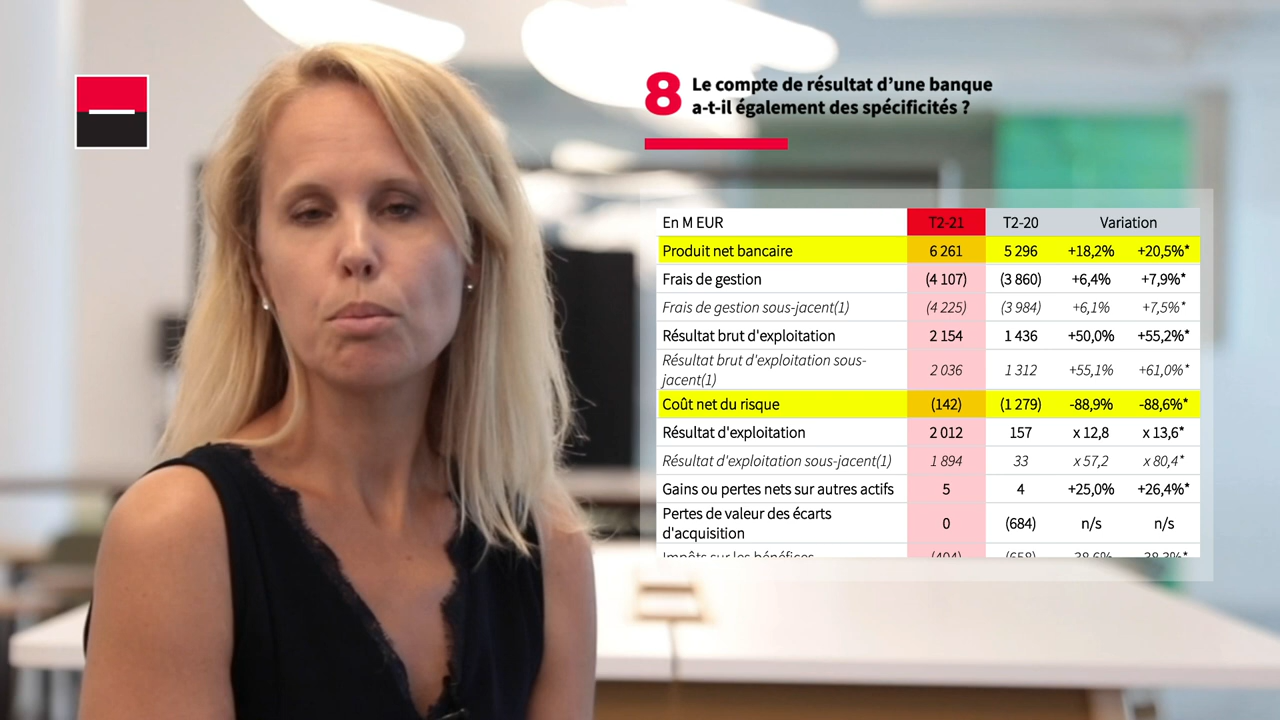 8 Le compte de résultat d’une banque
a-t-il également des spécificités ?
En M EUR T2-21 T2-20 Variation
Produit net bancaire 6 261 5 296 +18,2% +20,5%*
Frais de gestion (4 107) (3 860) +6,4% +7,9%*
Frais de gestion sous-jacent(1) (4 225) (3 984) +6,1% +7,5%*
Résultat brut d'exploitation 2 154 1 436 +50,0% +55,2%*
Résultat brut d'exploitation sous-
jacent(1) 2 036 1 312 +55,1% +61,0%*
Coût net du risque (142) (1 279) -88,9% -88,6%*
Résultat d'exploitation 2 012 157 x 12,8 x 13,6*
Résultat d'exploitation sous-jacent(1) 1 894 33 x 57,2 x 80,4*
Gains ou pertes nets sur autres actifs 5 4 +25,0% +26,4%*
Pertes de valeur des écarts
d'acquisition 0 (684) n/s n/s
Impôts sur les bénéfices